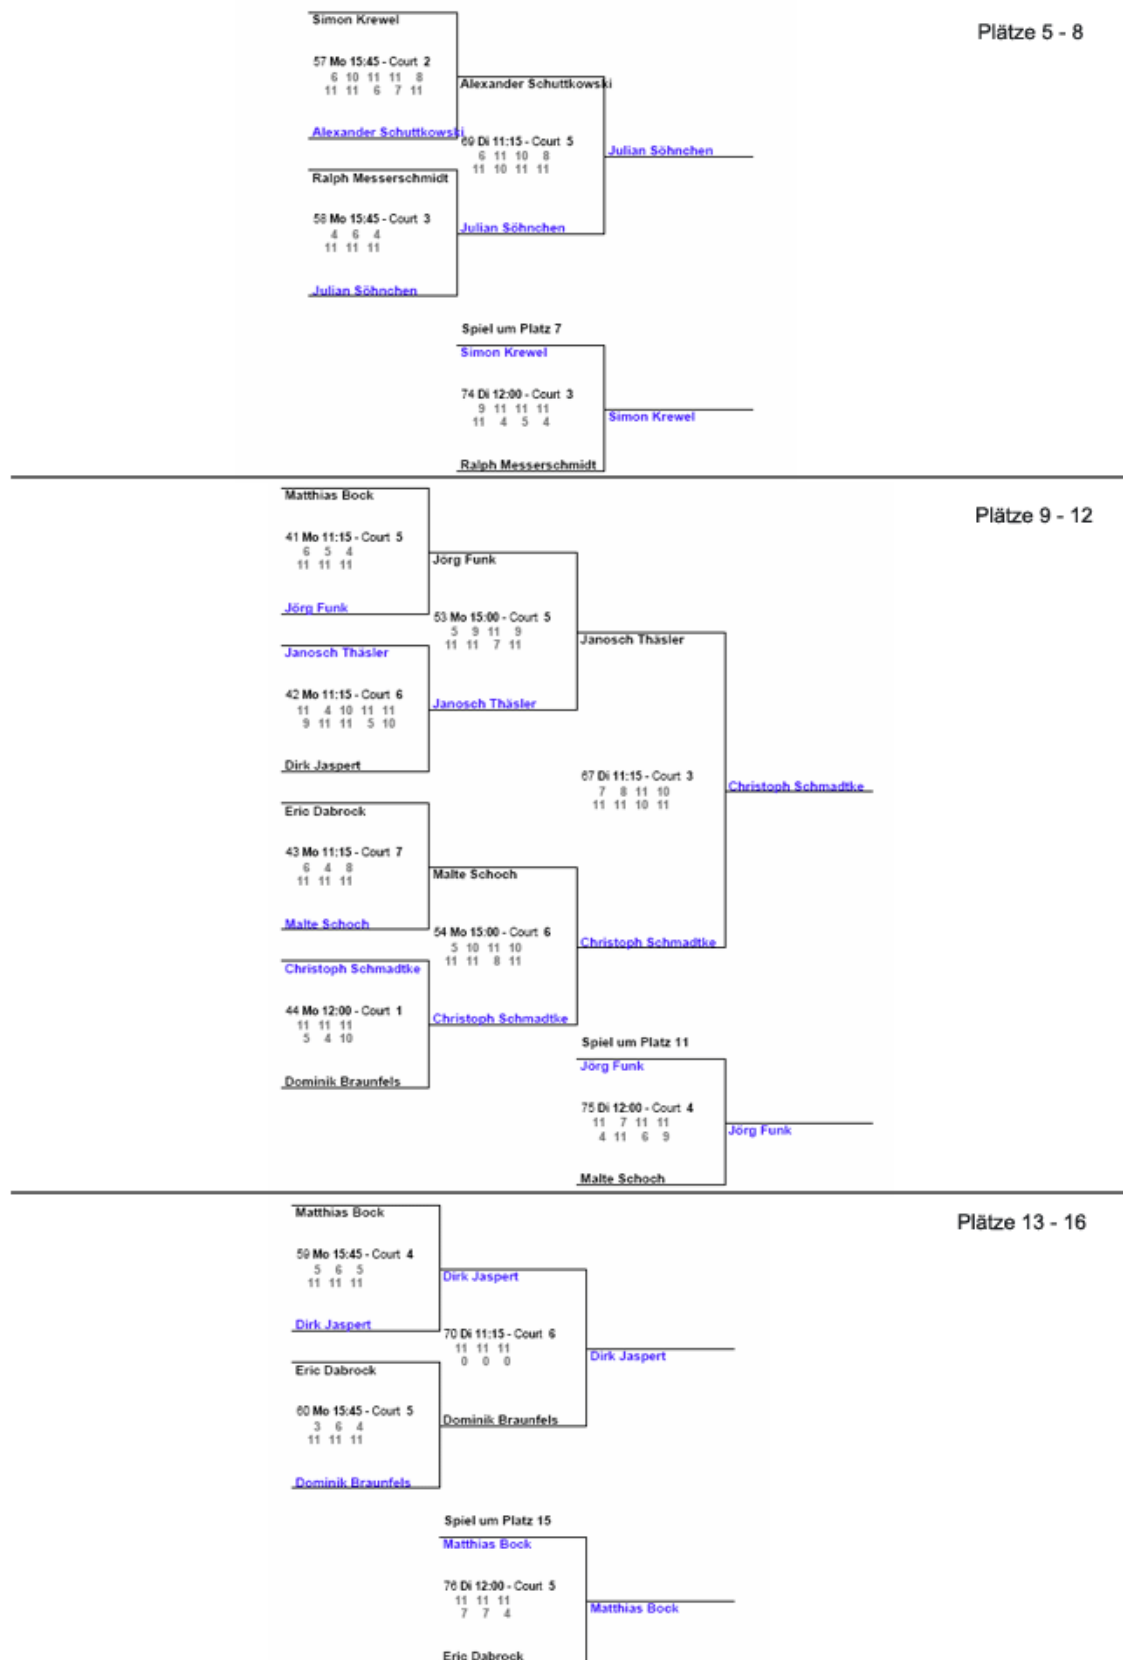 Simon Krewel
Plätze 5 - 8
57 Mo 15:45 - Court 2
6 10 11 11 8
11 11 6 7 11
Alexander Schuttkowski
Alexander Schuttkowski
69 Di 11:15 - Court 5
6 11 10 8
11 10 11 11
Julian Söhnchen
Ralph Messerschmidt
58 Mo 15:45 - Court 3
4 6 4
11 11 11
Julian Söhnchen
Julian Söhnchen
Spiel um Platz 7
Simon Krewel
74 Di 12:00 - Court 3
9 11 11 11
11 4 5 4
Simon Krewel
Ralph Messerschmidt
Matthias Bock
Plätze 9 - 12
41 Mo 11:15 - Court 5
6 5 4
11 11 11
Jörg Funk
Jörg Funk
53 Mo 15:00 - Court 5
5 9 11 9
11 11 7 11
Janosch Thäsler
Janosch Thäsler
42 Mo 11:15 - Court 6
11 4 10 11 11
9 11 11 5 10
Janosch Thäsler
Dirk Jaspert
67 Di 11:15 - Court 3
7 8 11 10
11 11 10 11
Christoph Schmadtke
Eric Dabrock
43 Mo 11:15 - Court 7
6 4 8
11 11 11
Malte Schoch
Malte Schoch
54 Mo 15:00 - Court 6
5 10 11 10
11 11 8 11
Christoph Schmadtke
Christoph Schmadtke
44 Mo 12:00 - Court 1
11 11 11
5 4 10
Christoph Schmadtke
Dominik Braunfels
Spiel um Platz 11
Jörg Funk
75 Di 12:00 - Court 4
11 7 11 11
4 11 6 9
Jörg Funk
Malte Schoch
Matthias Bock
Plätze 13 - 16
59 Mo 15:45 - Court 4
5 6 5
11 11 11
Dirk Jaspert
Dirk Jaspert
70 Di 11:15 - Court 6
11 11 11
0 0 0
Dirk Jaspert
Eric Dabrock
60 Mo 15:45 - Court 5
3 6 4
11 11 11
Dominik Braunfels
Dominik Braunfels
Spiel um Platz 15
Matthias Bock
76 Di 12:00 - Court 5
11 11 11
7 7 4
Matthias Bock
Eric Dabrock